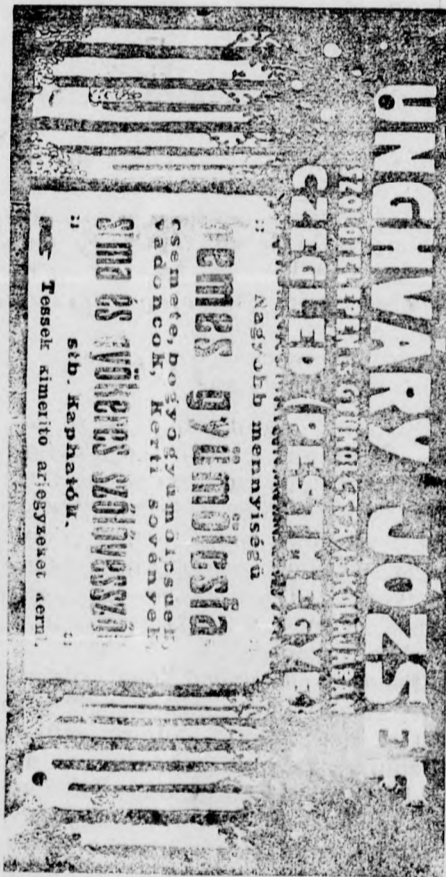 UNGHVÁRY JÓZSEF
CZEGLÉD (PESTMEGYE)
:: Nagyobb mennyiségű
nemes gyümölcsfa
csemete, bogyógyümölcsüek,
vadoncok, Kerti sövények
sima és gyökeres szőlővessző
:: stb. Kaphatók. ::
Tessék kimerítő árjegyzéket kérni.